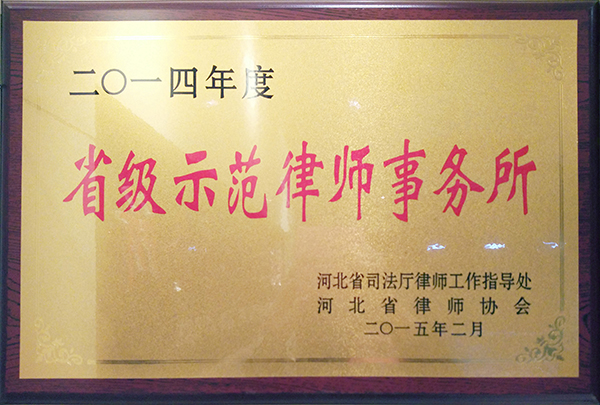 二〇一四年度
省级示范律师事务所
河北省司法厅律师工作指导处
河北省律师协会
二〇一五年二月